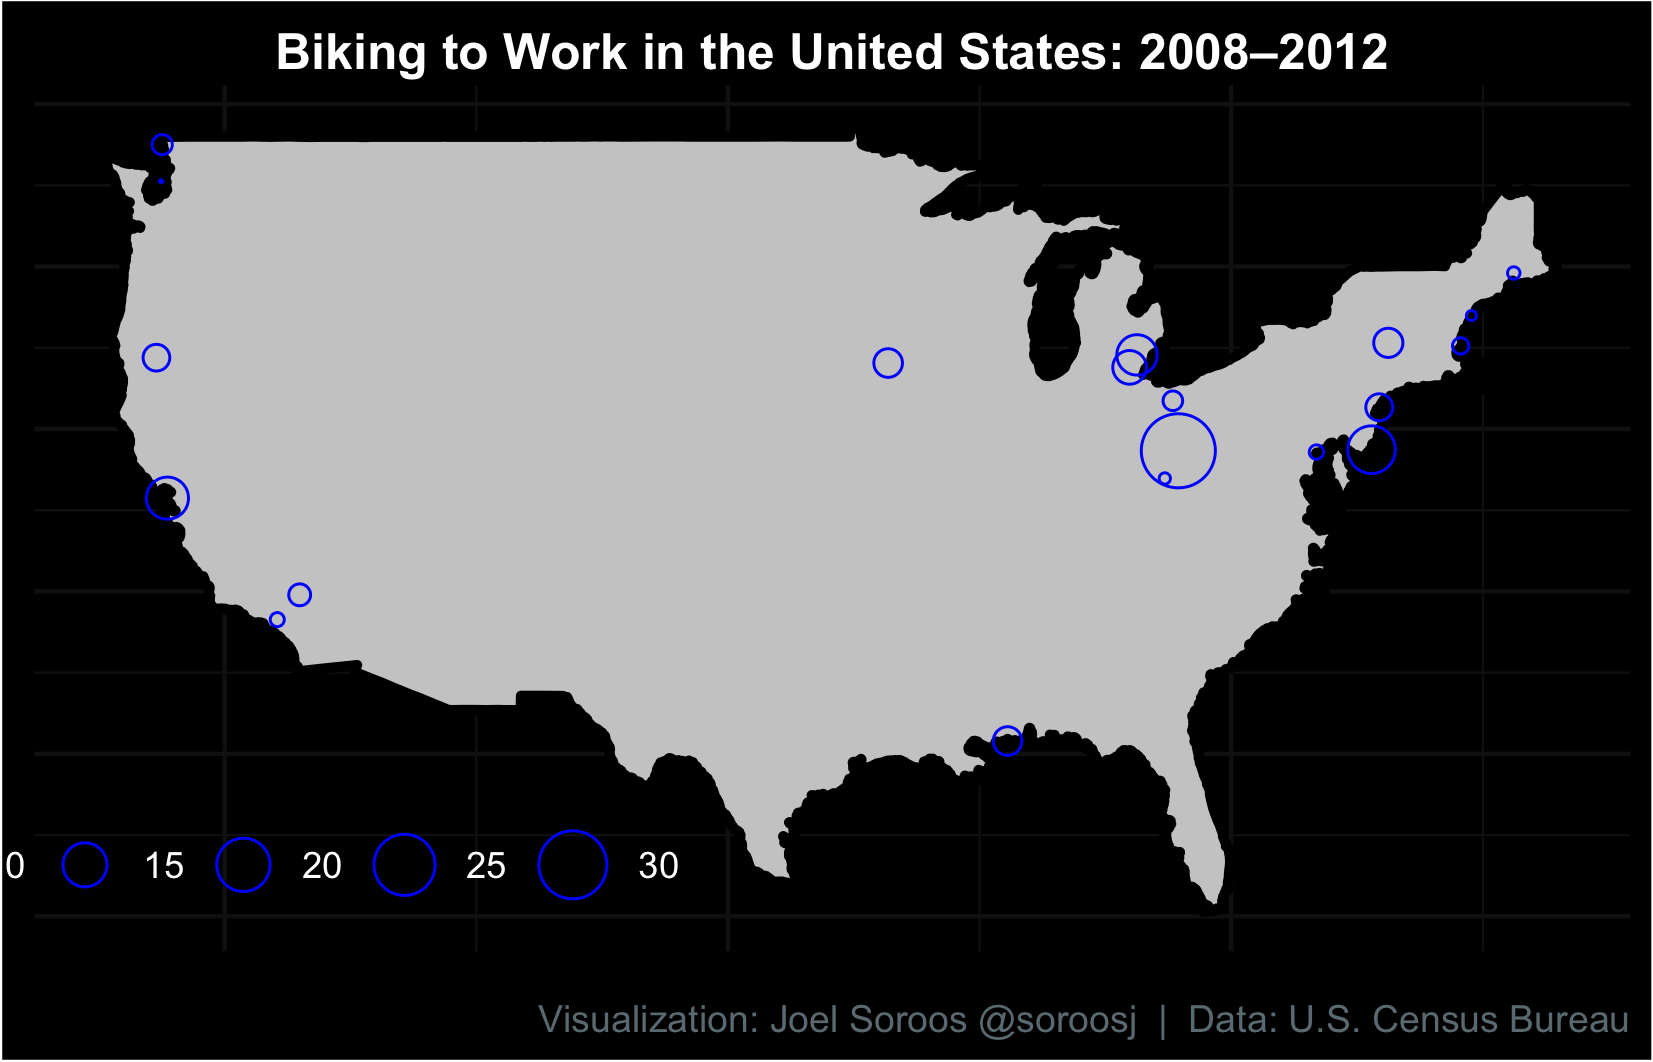 Biking to Work in the United States: 2008–2012
0 15 20 25 30
Visualization: Joel Soroos @soroosj | Data: U.S. Census Bureau